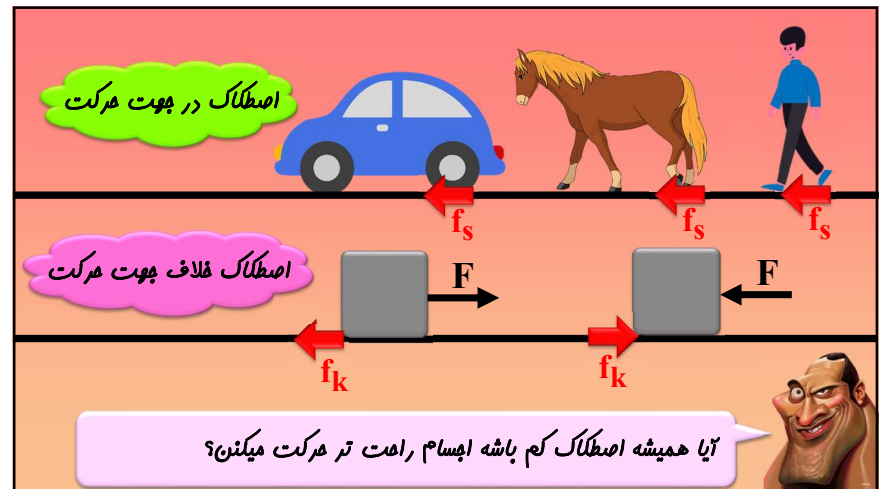 اصطکاک در جهت حرکت
fs
fs
fs
اصطکاک خلاف جهت حرکت
F
F
fk
fk
آیا همیشه اصطکاک کم باشه اجسام راحت تر حرکت میکنن؟